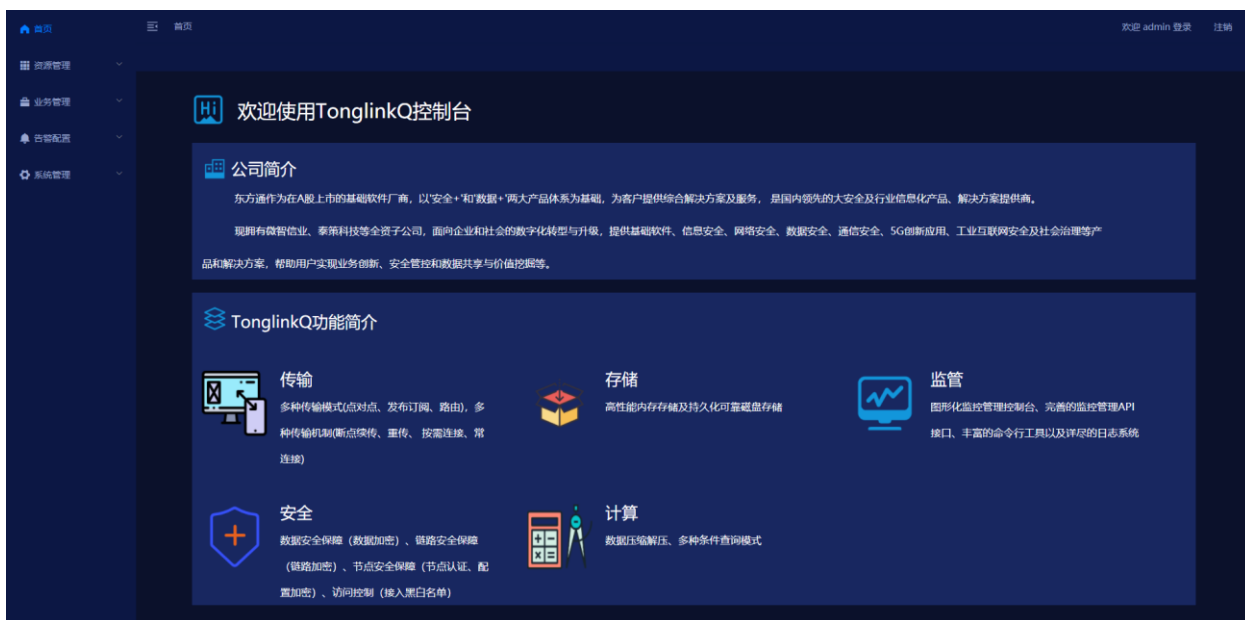 首页
首页
欢迎 admin 登录
注销
资源管理
业务管理
告警配置
系统管理
Hi
欢迎使用TonglinkQ控制台
公司简介
东方通作为在A股上市的基础软件厂商，以'安全+'和'数据+'两大产品体系为基础，为客户提供综合解决方案及服务， 是国内领先的大安全及行业信息化产品、解决方案提供商。
现拥有微智信业、泰策科技等全资子公司，面向企业和社会的数字化转型与升级，提供基础软件、信息安全、网络安全、数据安全、通信安全、5G创新应用、工业互联网安全及社会治理等产
品和解决方案，帮助用户实现业务创新、安全管控和数据共享与价值挖掘等。
TonglinkQ功能简介
传输
多种传输模式(点对点、发布订阅、路由)，多
种传输机制(断点续传、重传、 按需连接、常
连接)
存储
高性能内存存储及持久化可靠磁盘存储
监管
图形化监控管理控制台、完善的监控管理API
接口、丰富的命令行工具以及详尽的日志系统
安全
数据安全保障（数据加密）、链路安全保障
（链路加密）、节点安全保障（节点认证、配
置加密）、访问控制（接入黑白名单）
计算
数据压缩解压、多种条件查询模式